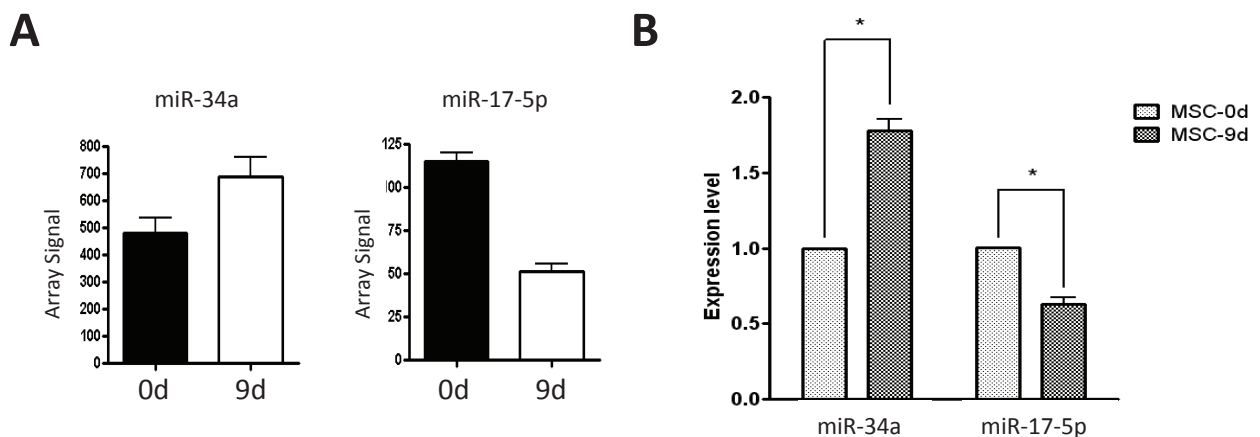 A
miR-34a
Array Signal
800
700
600
500
400
300
200
100
0
0d
9d
miR-17-5p
Array Signal
125
100
75
50
25
0
0d
9d
B
*
*
MSC-0d
MSC-9d
Expression level
2.0
1.5
1.0
0.5
0.0
miR-34a
miR-17-5p